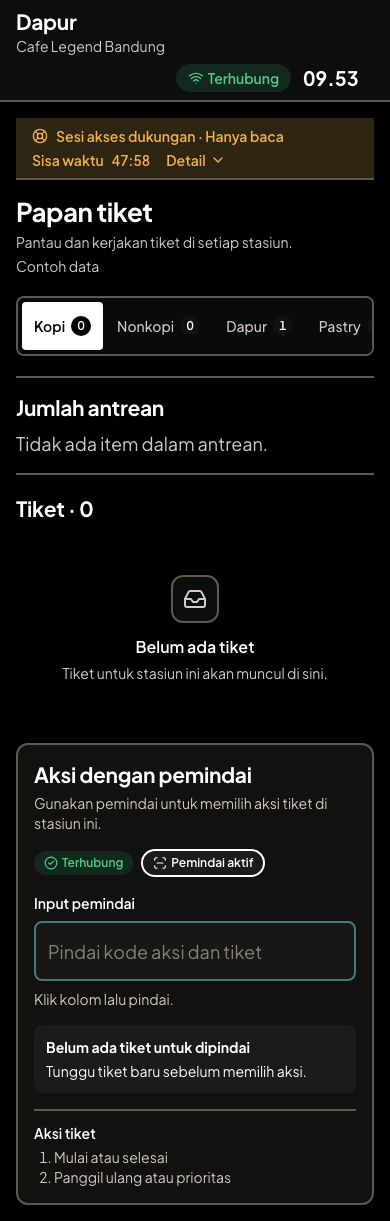 Dapur
Cafe Legend Bandung
Terhubung 09.53
Sesi akses dukungan · Hanya baca
Sisa waktu 47:58 Detail
Papan tiket
Pantau dan kerjakan tiket di setiap stasiun.
Contoh data
Kopi 0 Nonkopi 0 Dapur 1 Pastry
Jumlah antrean
Tidak ada item dalam antrean.
Tiket · 0
Belum ada tiket
Tiket untuk stasiun ini akan muncul di sini.
Aksi dengan pemindai
Gunakan pemindai untuk memilih aksi tiket di
stasiun ini.
Terhubung Pemindai aktif
Input pemindai
Pindai kode aksi dan tiket
Klik kolom lalu pindai.
Belum ada tiket untuk dipindai
Tunggu tiket baru sebelum memilih aksi.
Aksi tiket
1. Mulai atau selesai
2. Panggil ulang atau prioritas